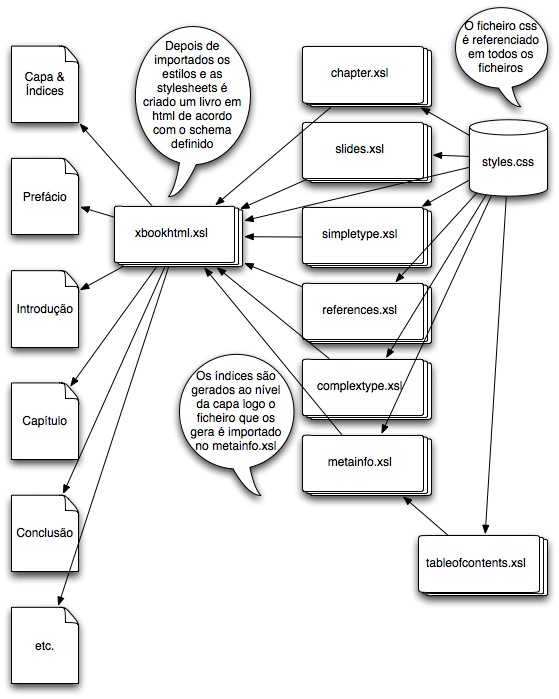 Capa &
Índices
Prefácio
Introdução
Capítulo
Conclusão
etc.
Depois de
importados os
estilos e as
stylesheets é
criado um livro em
html de acordo
com o schema
definido
xbookhtml.xsl
Os índices são
gerados ao nível
da capa logo o
ficheiro que os
gera é importado
no metainfo.xsl
chapter.xsl
slides.xsl
simpletype.xsl
references.xsl
complextype.xsl
metainfo.xsl
O ficheiro css
é referenciado
em todos os
ficheiros
styles.css
tableofcontents.xsl